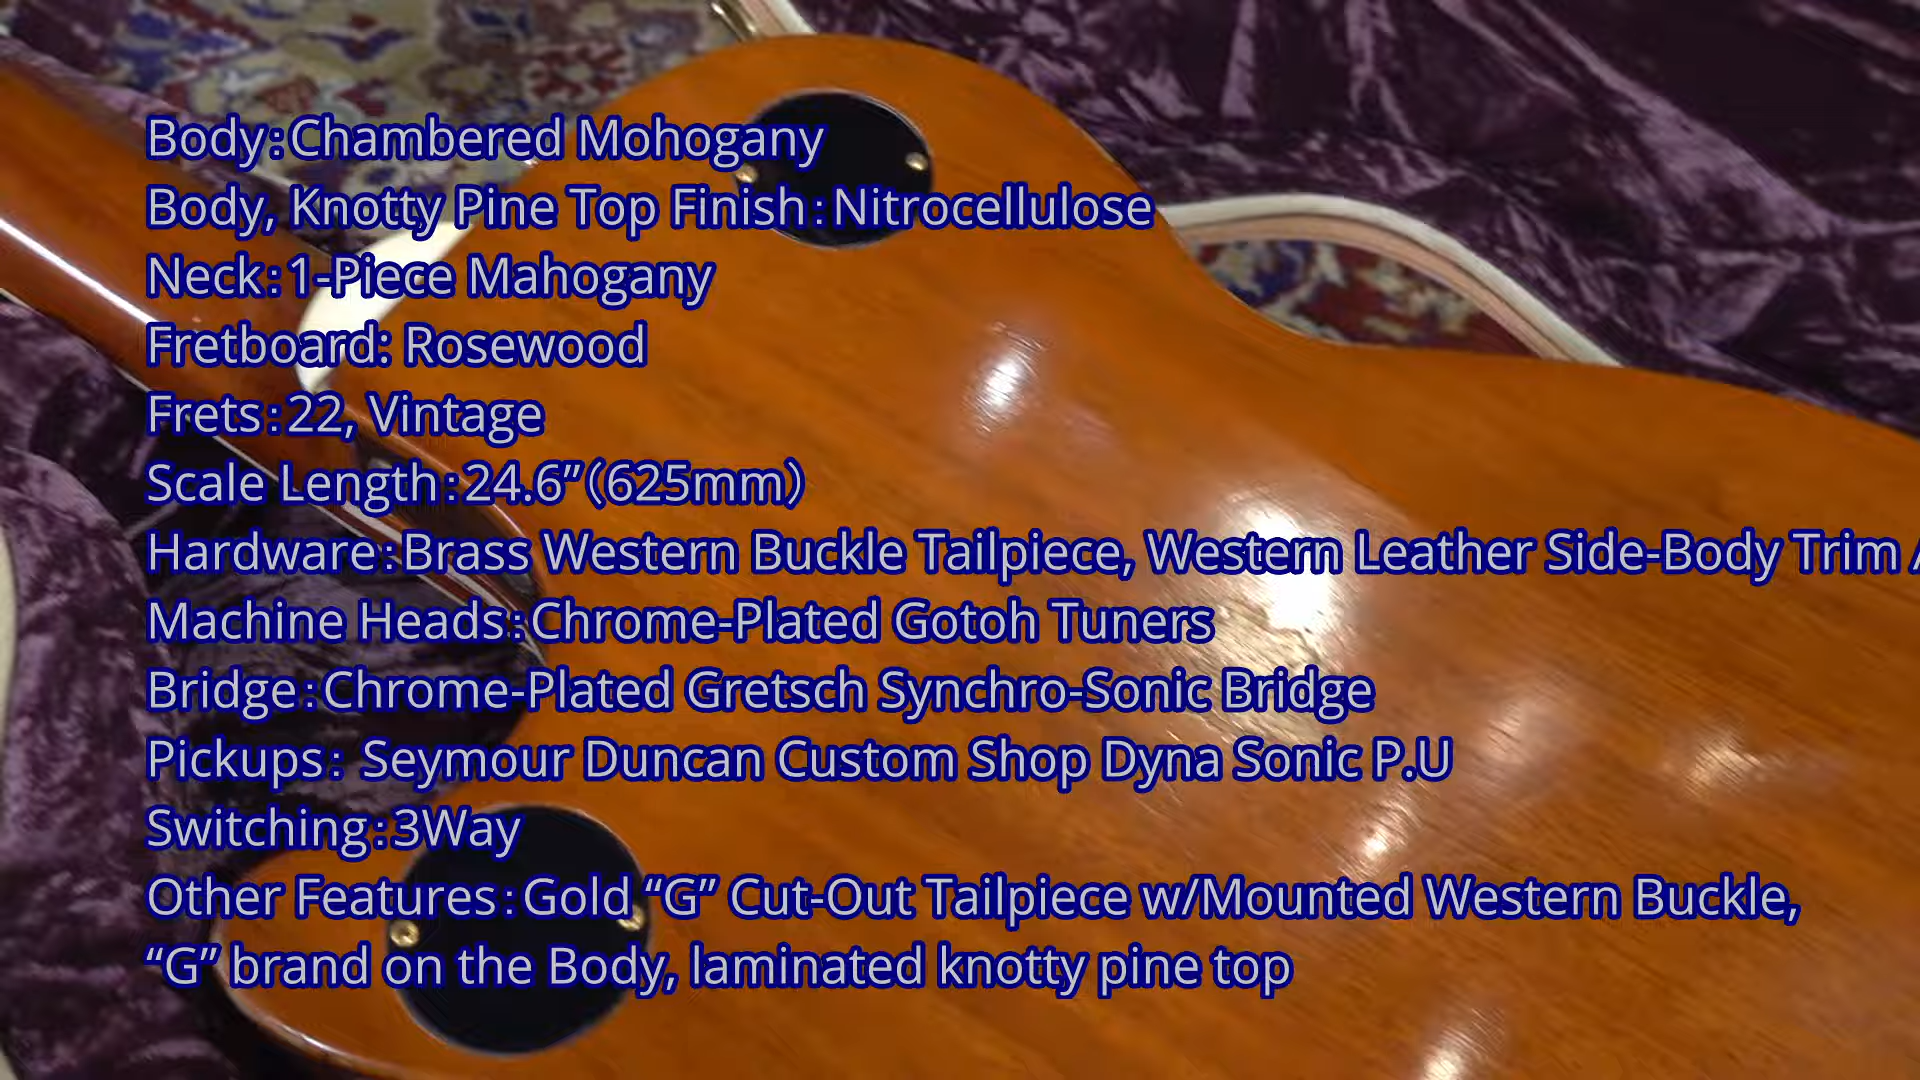 Body：Chambered Mohogany
Body, Knotty Pine Top Finish：Nitrocellulose
Neck：1-Piece Mahogany
Fretboard: Rosewood
Frets：22, Vintage
Scale Length：24.6”（625mm）
Hardware：Brass Western Buckle Tailpiece, Western Leather Side-Body Trim
Machine Heads：Chrome-Plated Gotoh Tuners
Bridge：Chrome-Plated Gretsch Synchro-Sonic Bridge
Pickups： Seymour Duncan Custom Shop Dyna Sonic P.U
Switching：3Way
Other Features：Gold “G” Cut-Out Tailpiece w/Mounted Western Buckle,
“G” brand on the Body, laminated knotty pine top